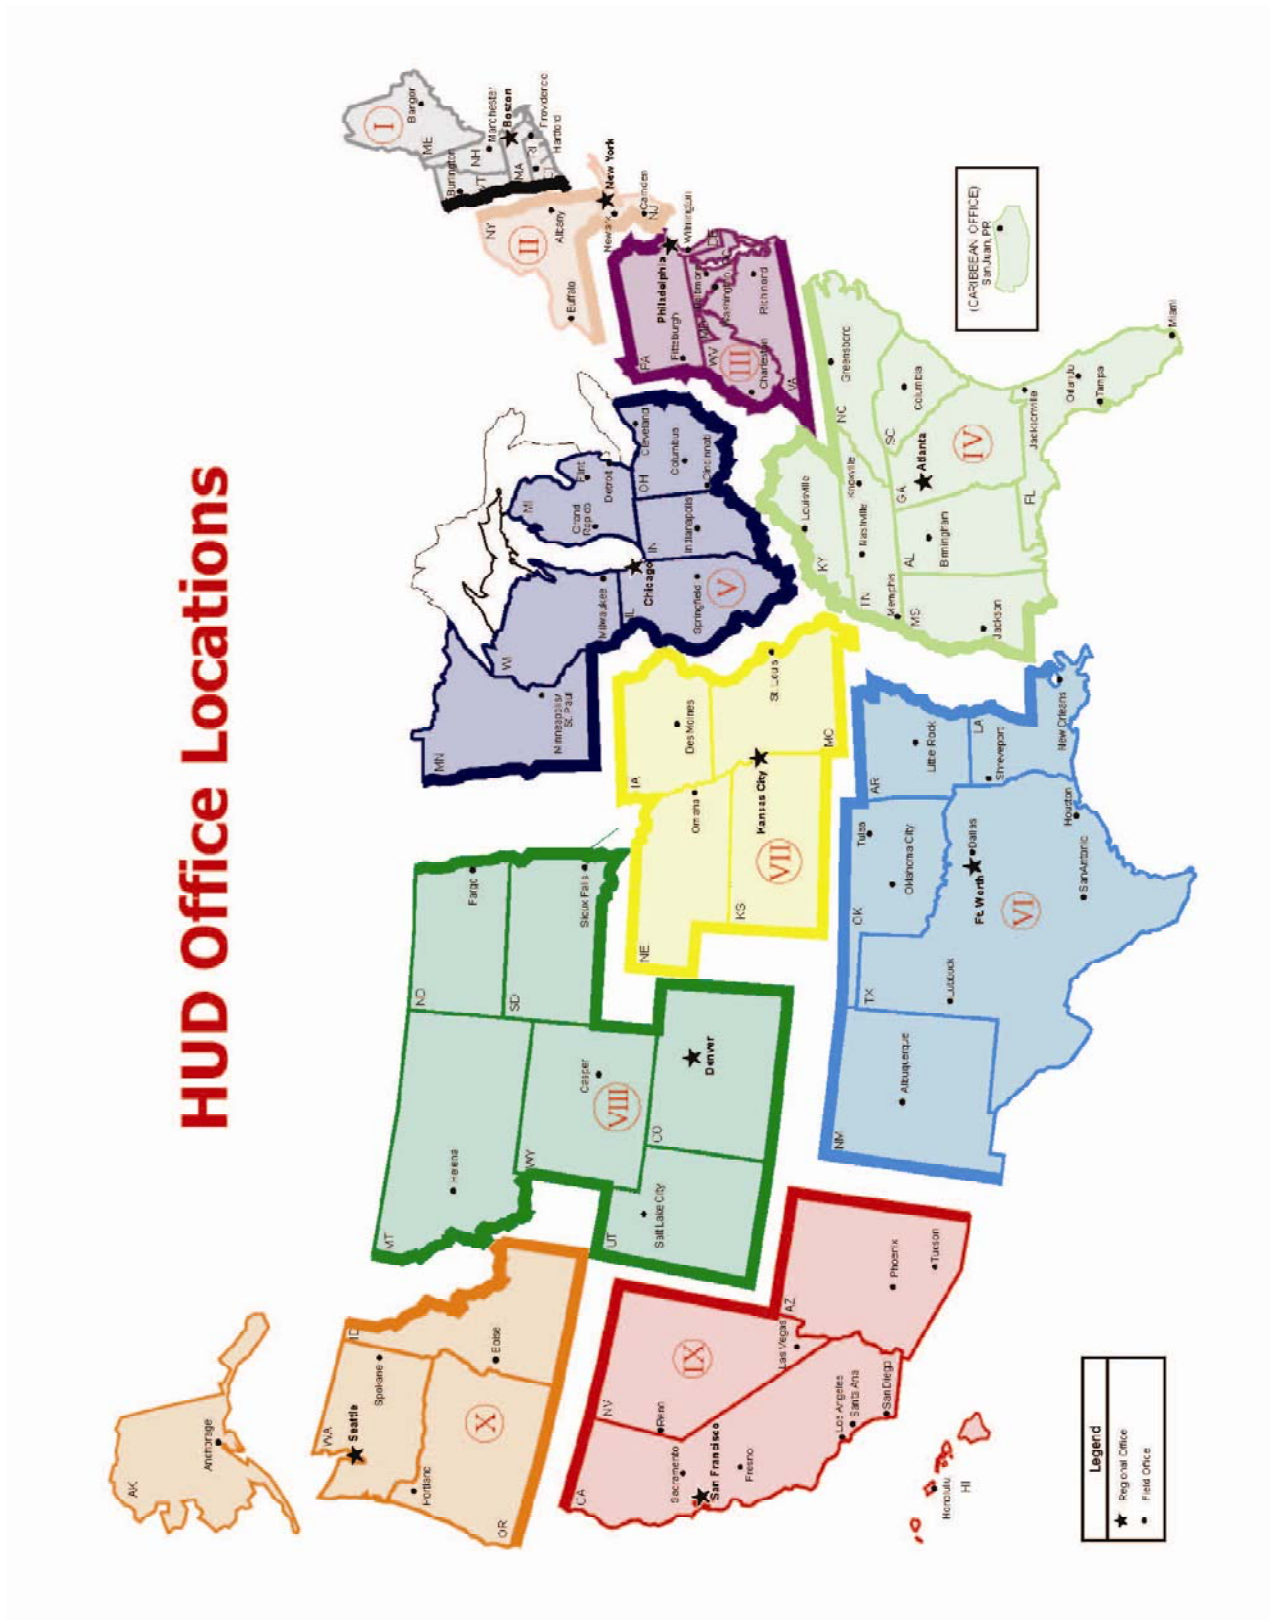 HUD Office Locations
AK
Anchorage
WA
Seattle
Spokane
Portland
OR
ID
Boise
X
MT
Helena
ND
Fargo
SD
Sioux Falls
WY
Casper
VIII
UT
Salt Lake City
CO
Denver
CA
NV
Reno
Sacramento
San Francisco
Fresno
Las Vegas
Los Angeles
Santa Ana
San Diego
IX
AZ
Phoenix
Tucson
Honolulu
HI
MN
Minneapolis/
St. Paul
WI
Milwaukee
MI
Grand
Rapids
Flint
Detroit
IL
Chicago
Springfield
V
IN
Indianapolis
OH
Cleveland
Columbus
Cincinnati
NE
Omaha
IA
Des Moines
KS
Kansas City
VII
MO
St. Louis
NM
Albuquerque
TX
Lubbock
Ft. Worth
Dallas
VI
San Antonio
Houston
OK
Tulsa
Oklahoma City
AR
Little Rock
LA
Shreveport
New Orleans
ME
Bangor
I
Burlington
VT
NH
Manchester
MA
Boston
RI
Providence
CT
Hartford
NY
II
Albany
Buffalo
New York
Newark
Camden
NJ
PA
Philadelphia
Pittsburgh
Wilmington
DE
MD
Baltimore
Washington,
WV
III
Charleston
Richmond
VA
KY
Louisville
TN
Memphis
Nashville
Knoxville
NC
Greensboro
SC
Columbia
MS
Jackson
AL
Birmingham
GA
Atlanta
IV
FL
Jacksonville
Orlando
Tampa
Miami
(CARIBBEAN OFFICE)
San Juan, PR
Legend
Regional Office
Field Office